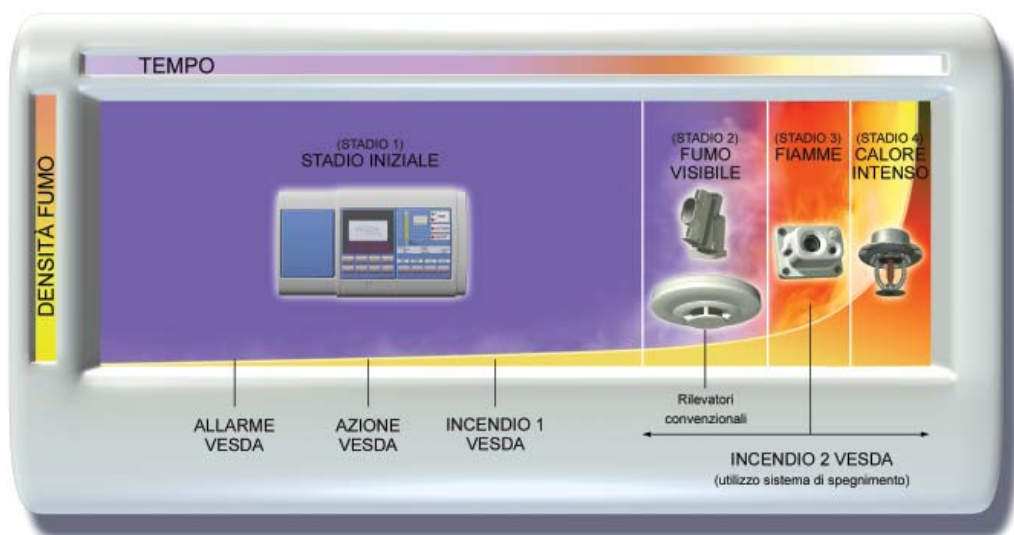 TEMPO
DENSITÀ FUMO
(STADIO 1)
STADIO INIZIALE
(STADIO 2)
FUMO
VISIBILE
(STADIO 3)
FIAMME
(STADIO 4)
CALORE
INTENSO
ALLARME
VESDA
AZIONE
VESDA
INCENDIO 1
VESDA
Rilevatori
convenzionali
INCENDIO 2 VESDA
(utilizzo sistema di spegnimento)